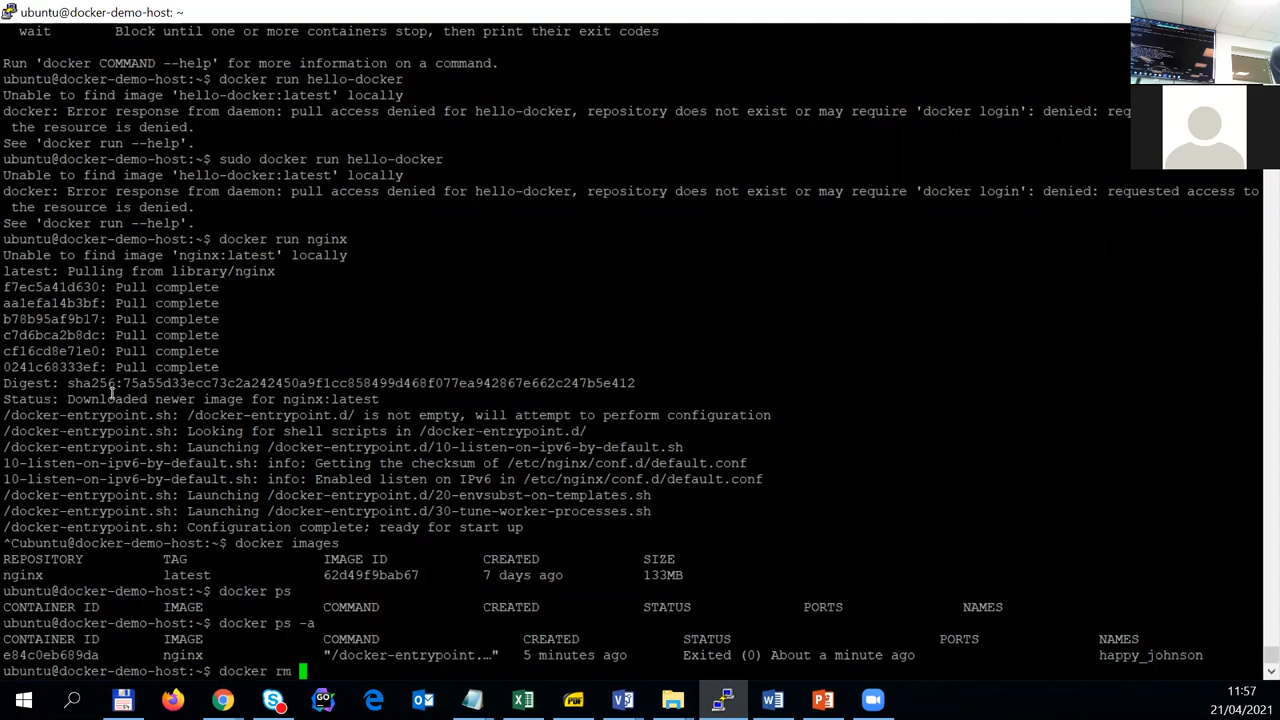 ubuntu@docker-demo-host: ~
wait        Block until one or more containers stop, then print their exit codes
Run 'docker COMMAND --help' for more information on a command.
ubuntu@docker-demo-host:~$ docker run hello-docker
Unable to find image 'hello-docker:latest' locally
docker: Error response from daemon: pull access denied for hello-docker, repository does not exist or may require 'docker login': denied: req
the resource is denied.
See 'docker run --help'.
ubuntu@docker-demo-host:~$ sudo docker run hello-docker
Unable to find image 'hello-docker:latest' locally
docker: Error response from daemon: pull access denied for hello-docker, repository does not exist or may require 'docker login': denied: requested access to
the resource is denied.
See 'docker run --help'.
ubuntu@docker-demo-host:~$ docker run nginx
Unable to find image 'nginx:latest' locally
latest: Pulling from library/nginx
f7ec5a41d630: Pull complete
aa1efa14b3bf: Pull complete
b78b95af9b17: Pull complete
c7d6bca2b8dc: Pull complete
cf16cd8e71e0: Pull complete
0241c68333ef: Pull complete
Digest: sha256:75a55d33ecc73c2a242450a9f1cc858499d468f077ea942867e662c247b5e412
Status: Downloaded newer image for nginx:latest
/docker-entrypoint.sh: /docker-entrypoint.d/ is not empty, will attempt to perform configuration
/docker-entrypoint.sh: Looking for shell scripts in /docker-entrypoint.d/
/docker-entrypoint.sh: Launching /docker-entrypoint.d/10-listen-on-ipv6-by-default.sh
10-listen-on-ipv6-by-default.sh: info: Getting the checksum of /etc/nginx/conf.d/default.conf
10-listen-on-ipv6-by-default.sh: info: Enabled listen on IPv6 in /etc/nginx/conf.d/default.conf
/docker-entrypoint.sh: Launching /docker-entrypoint.d/20-envsubst-on-templates.sh
/docker-entrypoint.sh: Launching /docker-entrypoint.d/30-tune-worker-processes.sh
/docker-entrypoint.sh: Configuration complete; ready for start up
^Cubuntu@docker-demo-host:~$ docker images
REPOSITORY          TAG                 IMAGE ID            CREATED             SIZE
nginx               latest              62d49f9bab67        7 days ago          133MB
ubuntu@docker-demo-host:~$ docker ps
CONTAINER ID        IMAGE               COMMAND             CREATED             STATUS              PORTS               NAMES
ubuntu@docker-demo-host:~$ docker ps -a
CONTAINER ID        IMAGE               COMMAND                  CREATED             STATUS                          PORTS               NAMES
e84c0eb689da        nginx               "/docker-entrypoint.…"   5 minutes ago       Exited (0) About a minute ago                       happy_johnson
ubuntu@docker-demo-host:~$ docker rm
11:57
21/04/2021